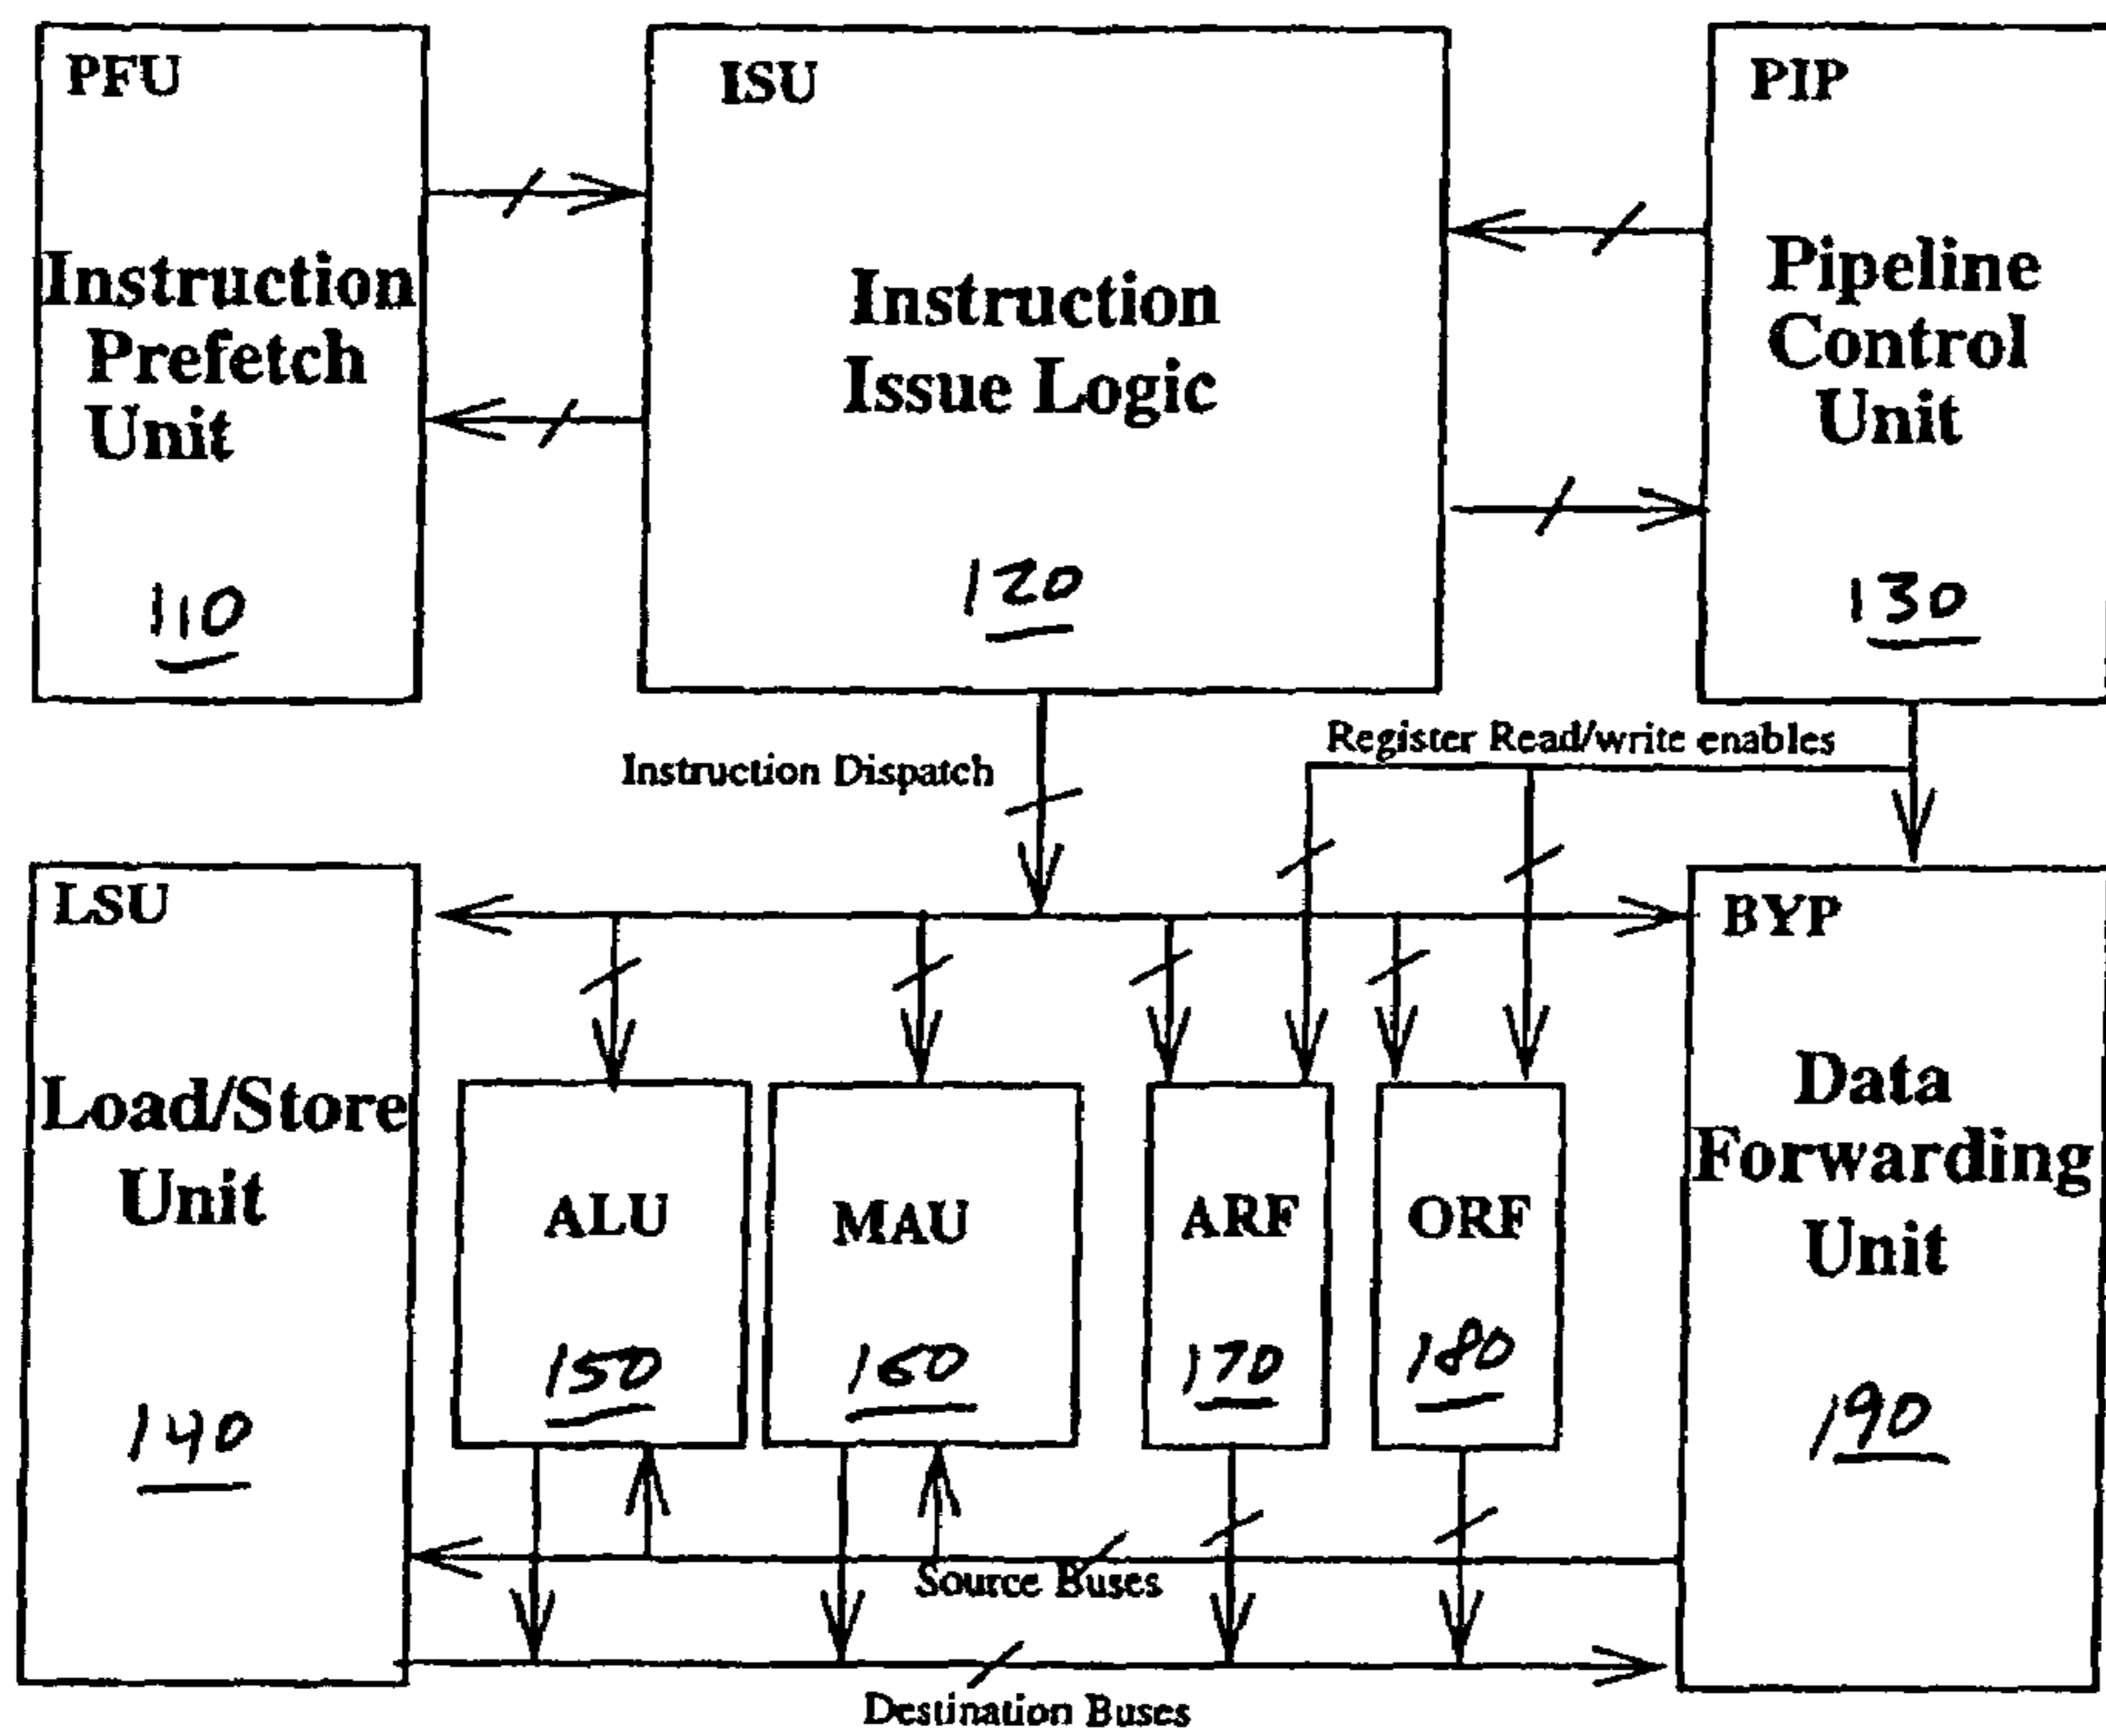 PFU
Instruction
Prefetch
Unit
110
ISU
Instruction
Issue Logic
120
PIP
Pipeline
Control
Unit
130
Instruction Dispatch
Register Read/write enables
LSU
Load/Store
Unit
140
ALU
150
MAU
160
ARF
170
ORF
180
BYP
Data
Forwarding
Unit
190
Source Buses
Destination Buses